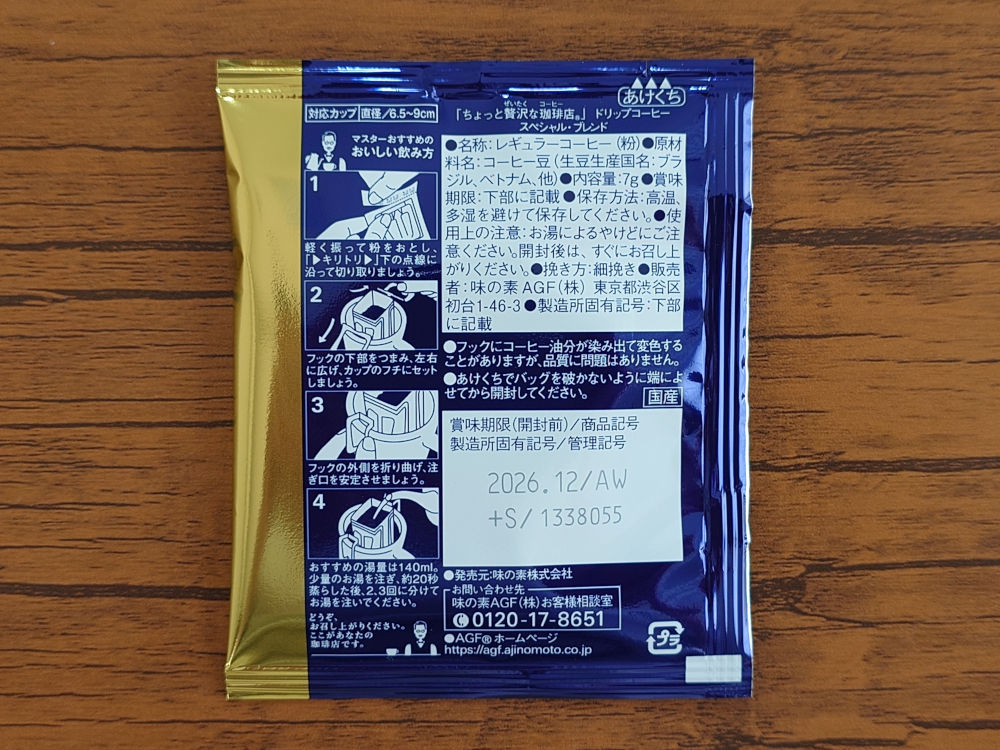 対応カップ 直径/6.5~9cm
マスターおすすめの
おいしい飲み方
1
軽く振って粉をおとし、
「▶キリトリ▶」下の点線に
沿って切り取りましょう。
2
フックの下部をつまみ、左右
に広げ、カップのフチにセット
しましょう。
3
フックの外側を折り曲げ、注
ぎ口を安定させましょう。
4
おすすめの湯量は140ml。
少量のお湯を注ぎ、約20秒
蒸らした後、2、3回に分けて
お湯を注いでください。
どうぞ、
お召し上がりください。
ここがあなたの
珈琲店です。
あけくち
ぜいたく コーヒー
「ちょっと贅沢な珈琲店®」ドリップコーヒー
スペシャル・ブレンド
●名称:レギュラーコーヒー(粉)●原材
料名:コーヒー豆(生豆生産国名:ブラ
ジル、ベトナム、他)●内容量:7g●賞味
期限:下部に記載●保存方法:高温、
多湿を避けて保存してください。●使
用上の注意:お湯によるやけどにご注
意ください。開封後は、すぐにお召し上
がりください。●挽き方:細挽き●販売
者:味の素AGF(株) 東京都渋谷区
初台1-46-3●製造所固有記号:下部
に記載
●フックにコーヒー油分が染み出て変色する
ことがありますが、品質に問題はありません。
●あけくちでバッグを破かないように端によ
せてから開封してください。
国産
賞味期限(開封前)/商品記号
製造所固有記号/管理記号
2026.12/AW
+S/1338055
●発売元:味の素株式会社
お問い合わせ先
味の素AGF(株)お客様相談室
0120-17-8651
●AGF®ホームページ
https://agf.ajinomoto.co.jp
プラ